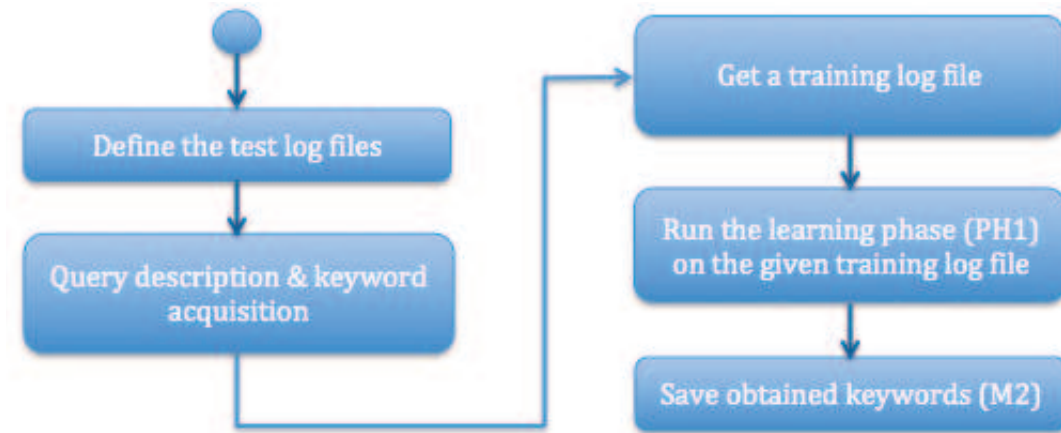 Define the test log files
Query description & keyword
acquisition
Get a training log file
Run the learning phase (PH1)
on the given training log file
Save obtained keywords (M2)